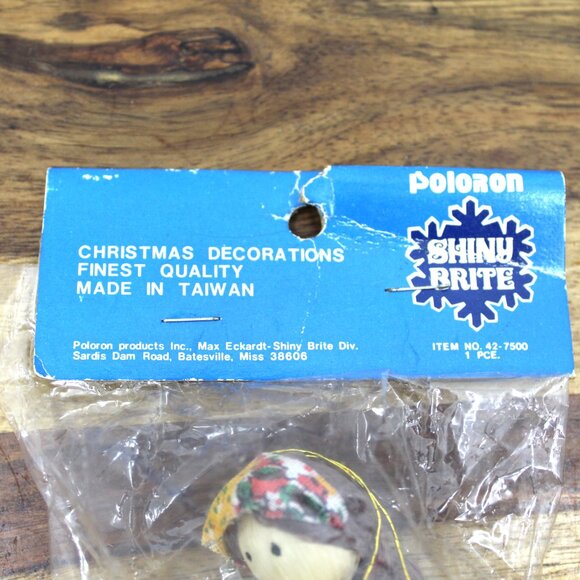 Poloron
SHINY
BRITE
CHRISTMAS DECORATIONS
FINEST QUALITY
MADE IN TAIWAN
Poloron products Inc., Max Eckardt-Shiny Brite Div.
Sardis Dam Road, Batesville, Miss 38606
ITEM NO. 42-7500
1 PCE.